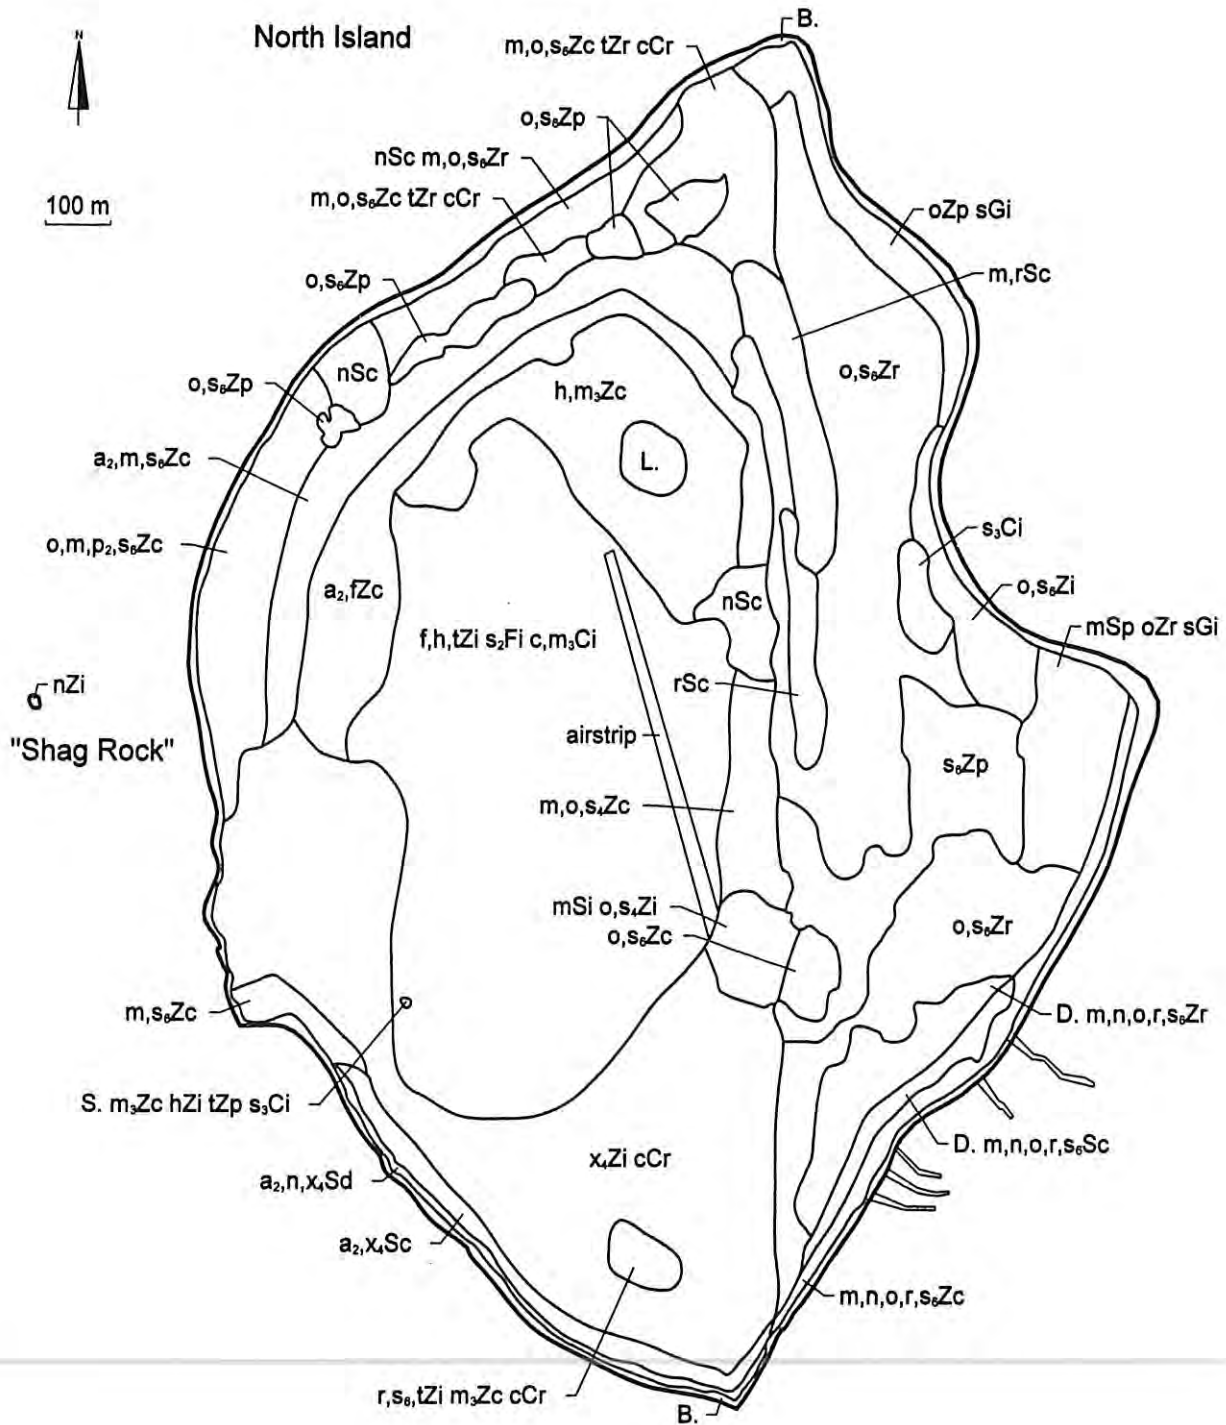 North Island
N
100 m
B.
m,o,s₆Zc tZr cCr
o,s₆Zp
nSc m,o,s₆Zr
m,o,s₆Zc tZr cCr
oZp sGi
m,rSc
o,s₆Zp
nSc
o,s₆Zp
h,m₃Zc
o,s₆Zr
L.
a₂,m,s₆Zc
o,m,p₂,s₆Zc
s₃Ci
a₂,fZc
nSc
o,s₆Zi
mSp oZr sGi
f,h,tZi s₂Fi c,m₃Ci
nZi
rSc
"Shag Rock"
airstrip
s₆Zp
m,o,s₄Zc
mSi o,s₄Zi
o,s₆Zc
o,s₆Zr
m,s₆Zc
D. m,n,o,r,s₆Zr
S. m₃Zc hZi tZp s₃Ci
D. m,n,o,r,s₆Sc
x₄Zi cCr
a₂,n,x₄Sd
a₂,x₄Sc
m,n,o,r,s₆Zc
r,s₆,tZi m₃Zc cCr
B.